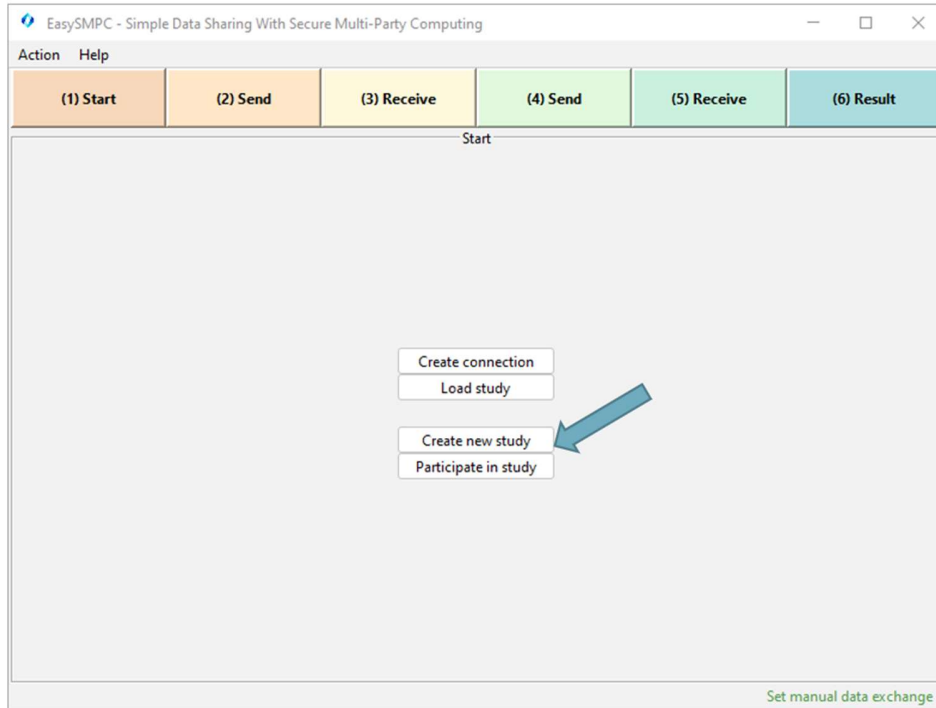 EasySMPC - Simple Data Sharing With Secure Multi-Party Computing
Action Help
(1) Start (2) Send (3) Receive (4) Send (5) Receive (6) Result
Start
Create connection
Load study
Create new study
Participate in study
Set manual data exchange